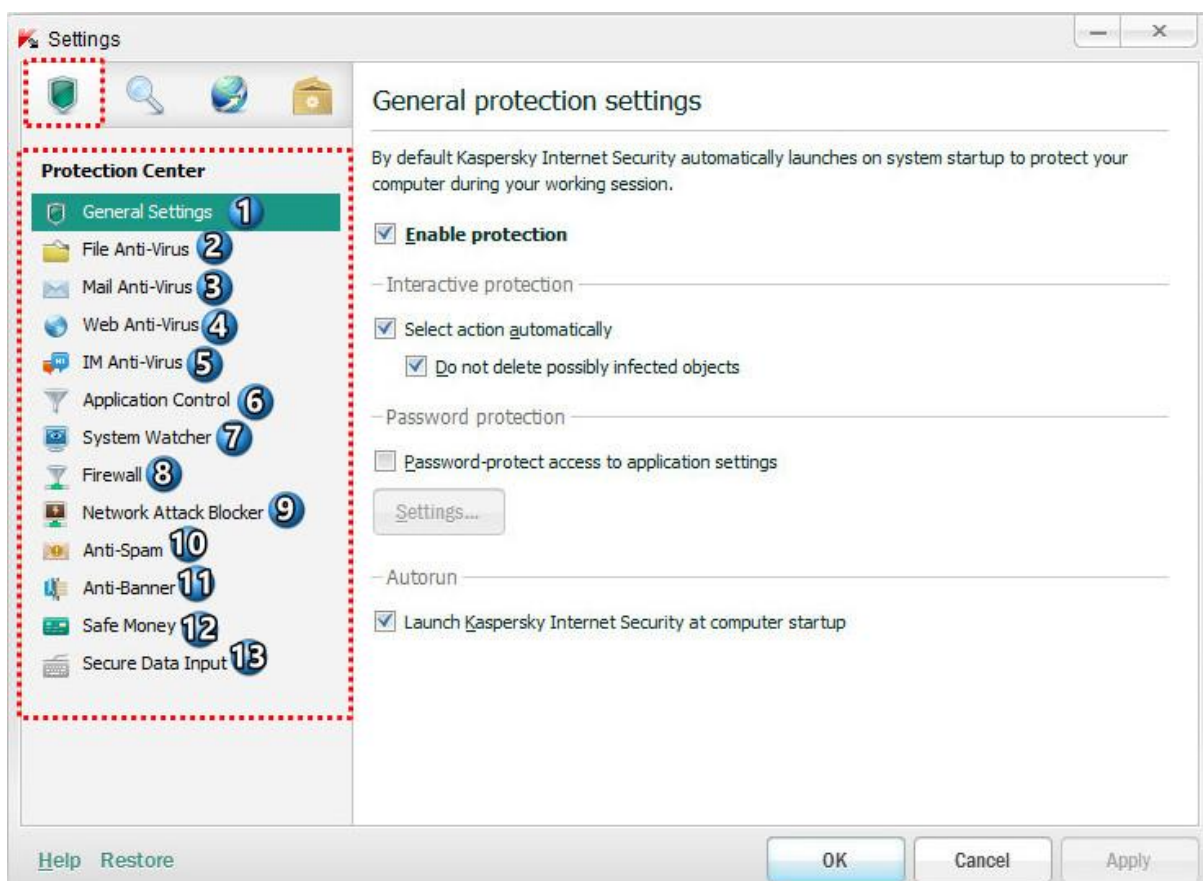 Settings
Protection Center
General Settings 1
File Anti-Virus 2
Mail Anti-Virus 3
Web Anti-Virus 4
IM Anti-Virus 5
Application Control 6
System Watcher 7
Firewall 8
Network Attack Blocker 9
Anti-Spam 10
Anti-Banner 11
Safe Money 12
Secure Data Input 13
General protection settings
By default Kaspersky Internet Security automatically launches on system startup to protect your
computer during your working session.
Enable protection
Interactive protection
Select action automatically
Do not delete possibly infected objects
Password protection
Password-protect access to application settings
Settings...
Autorun
Launch Kaspersky Internet Security at computer startup
Help Restore
OK Cancel Apply